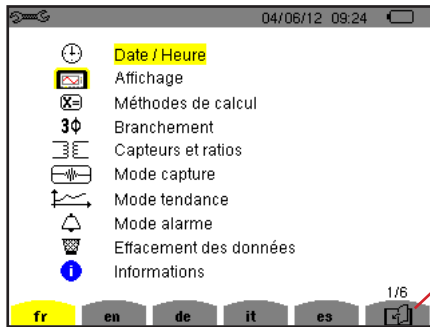 04/06/12 09:24
Date / Heure
Affichage
Méthodes de calcul
3Φ Branchement
Capteurs et ratios
Mode capture
Mode tendance
Mode alarme
Effacement des données
Informations
1/6
fr en de it es